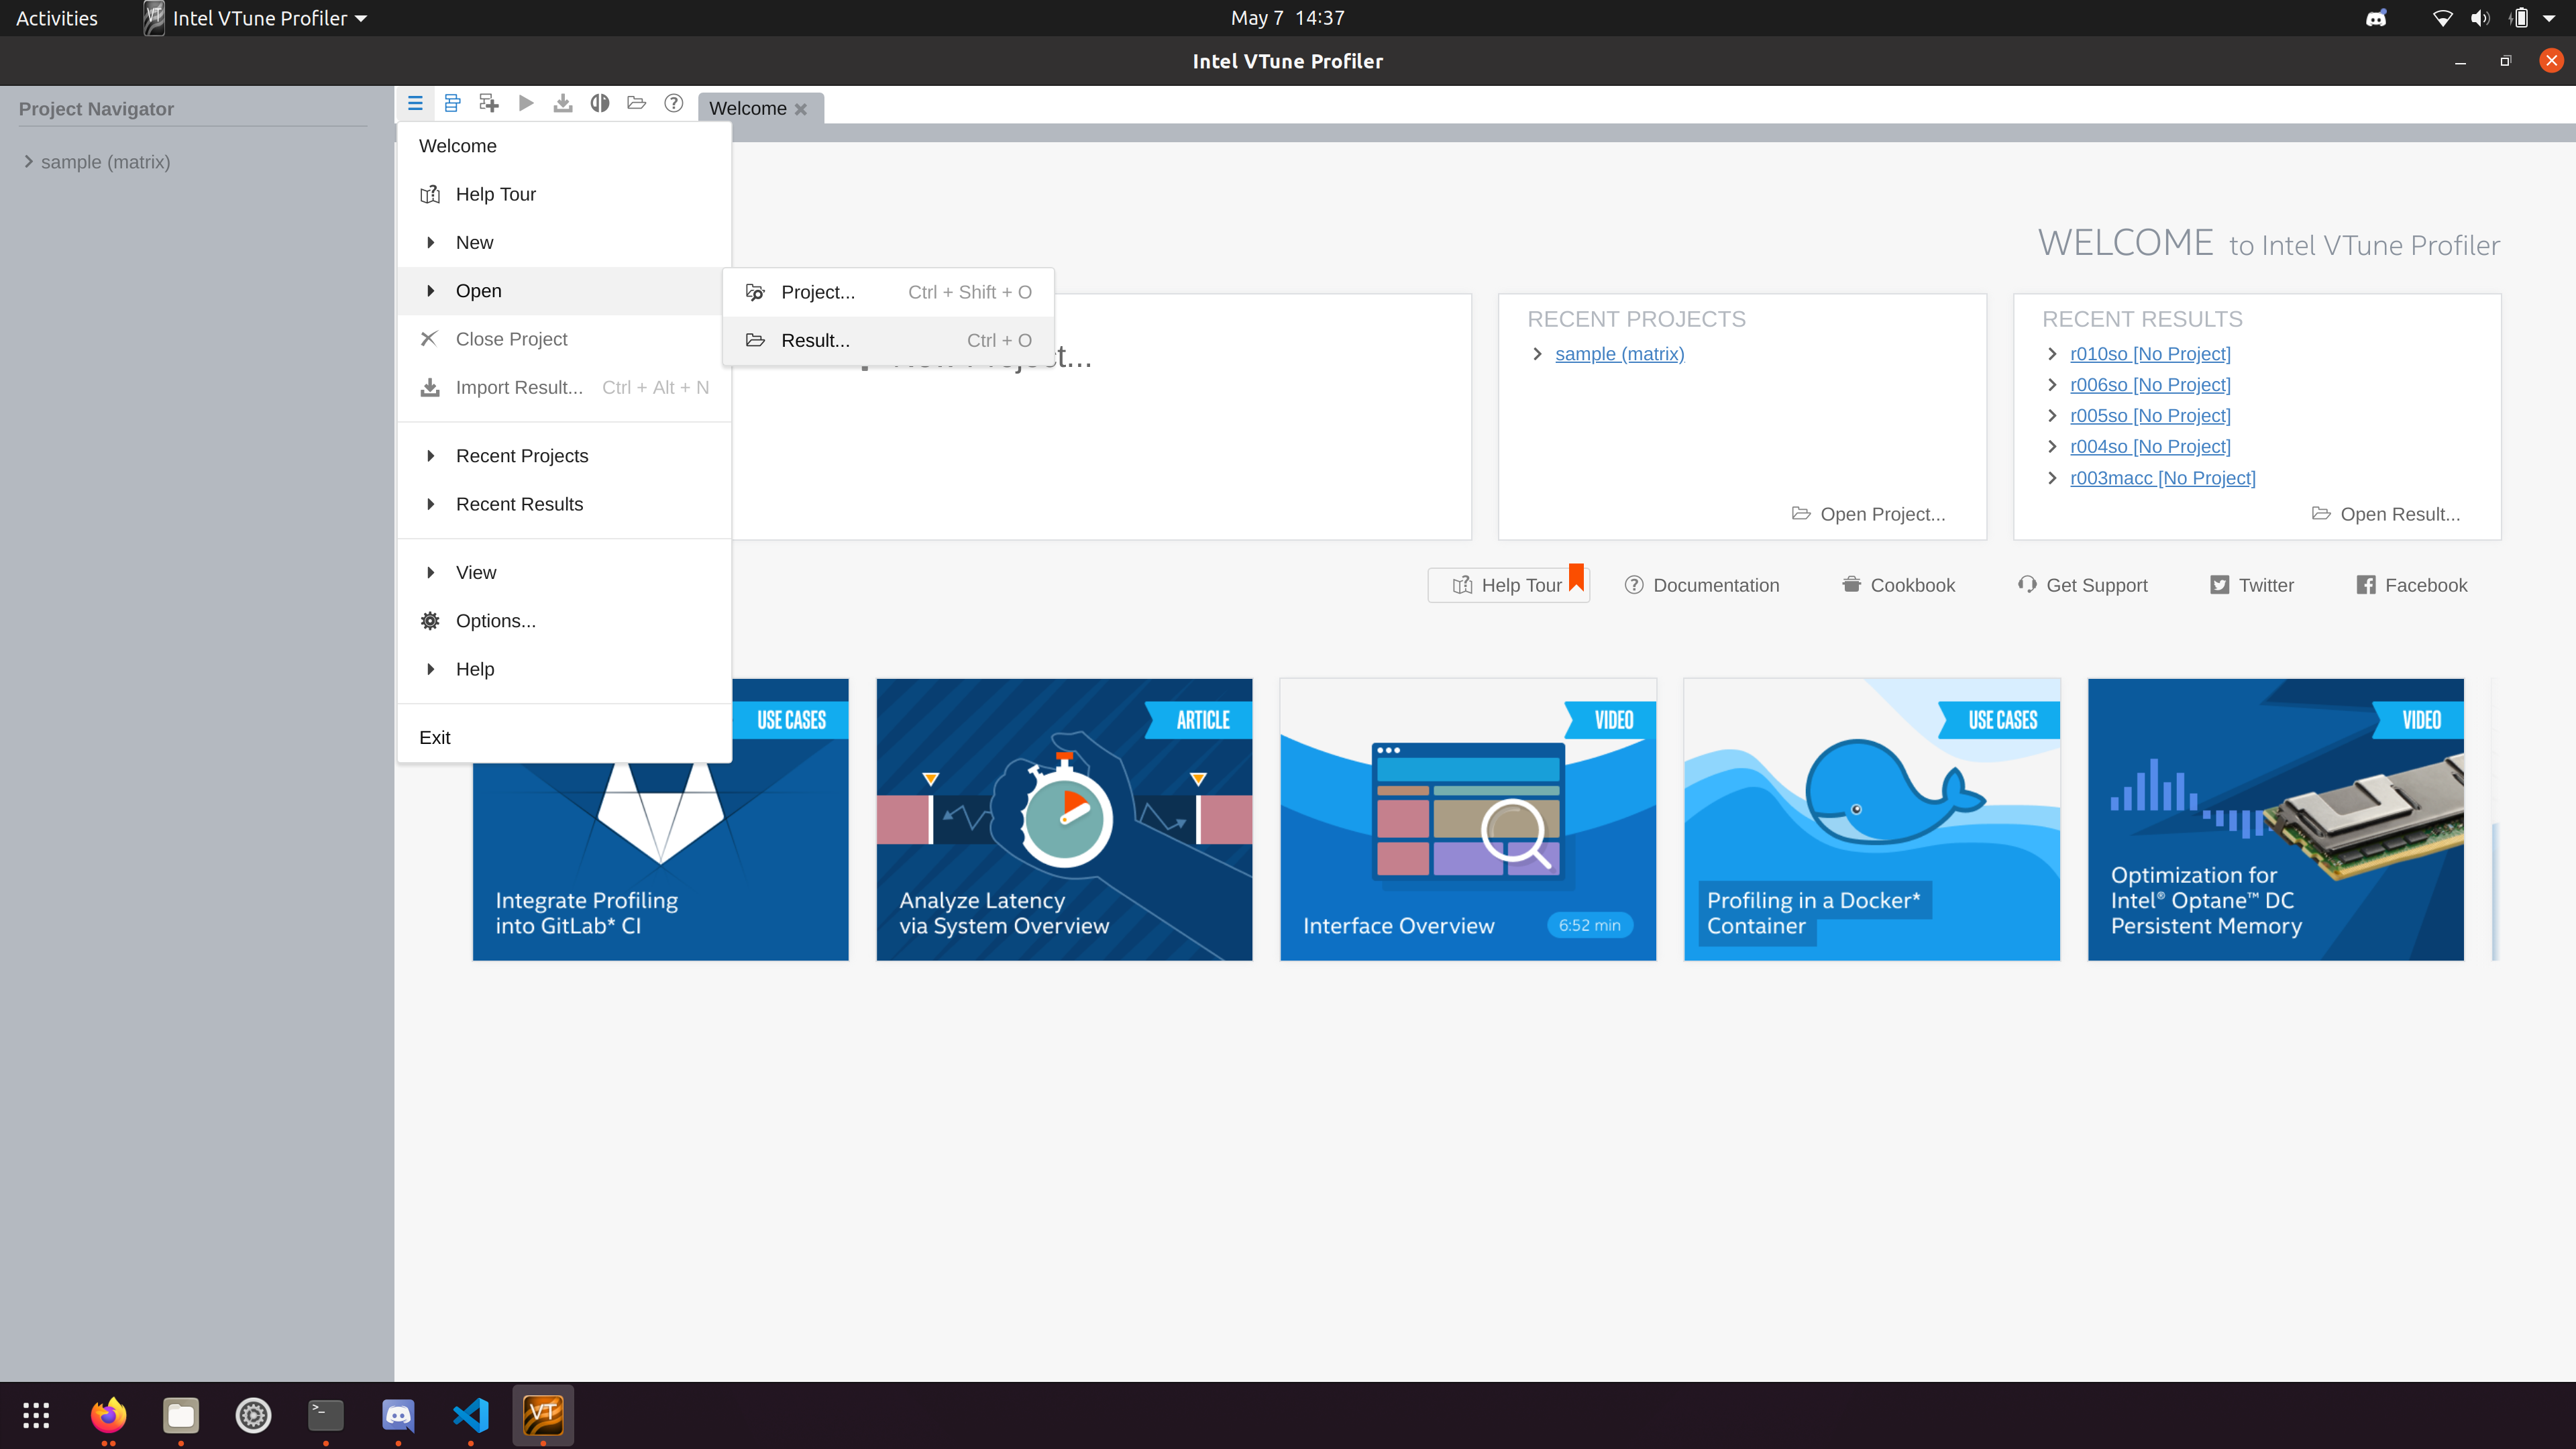 Activities
Intel VTune Profiler
May 7 14:37
Intel VTune Profiler
Project Navigator
sample (matrix)
Welcome
Welcome
Help Tour
New
Open
Close Project
Import Result... Ctrl + Alt + N
Recent Projects
Recent Results
View
Options...
Help
Exit
Project... Ctrl + Shift + O
Result... Ctrl + O
WELCOME to Intel VTune Profiler
RECENT PROJECTS
sample (matrix)
Open Project...
RECENT RESULTS
r010so [No Project]
r006so [No Project]
r005so [No Project]
r004so [No Project]
r003macc [No Project]
Open Result...
Help Tour
Documentation
Cookbook
Get Support
Twitter
Facebook
USE CASES
Integrate Profiling
into GitLab* CI
ARTICLE
Analyze Latency
via System Overview
VIDEO
Interface Overview
6:52 min
USE CASES
Profiling in a Docker*
Container
VIDEO
Optimization for
Intel® Optane™ DC
Persistent Memory
VT